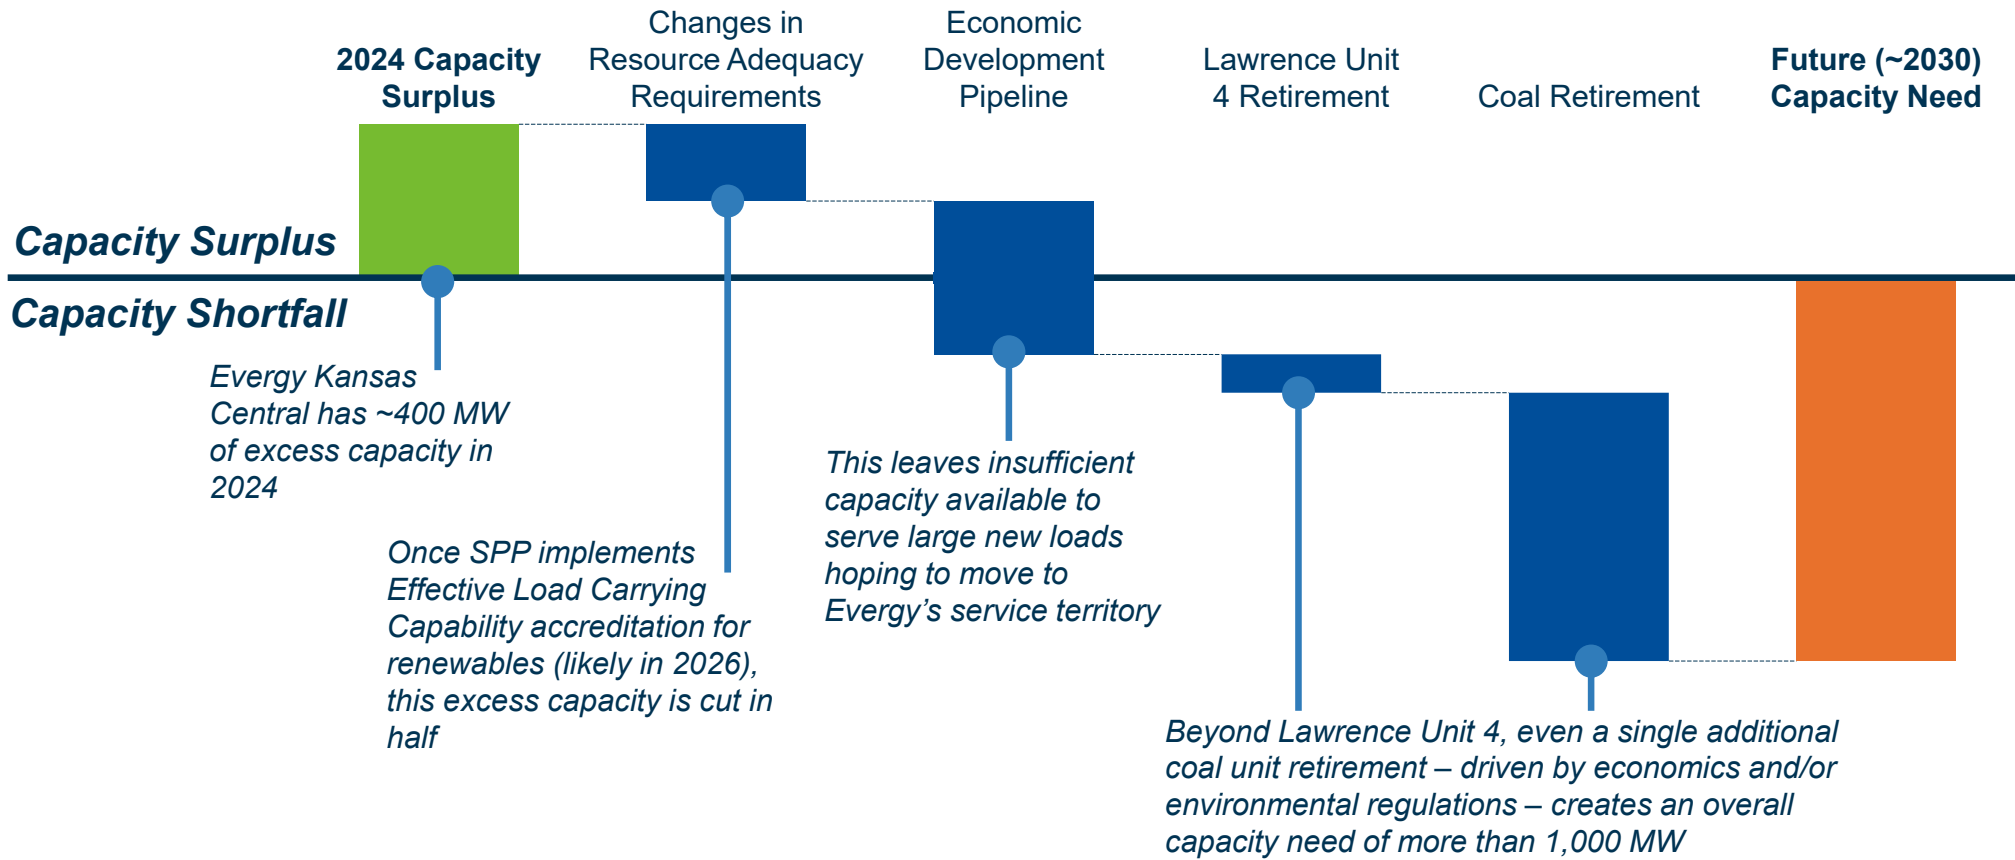 2024 Capacity
Surplus
Changes in
Resource Adequacy
Requirements
Economic
Development
Pipeline
Lawrence Unit
4 Retirement
Coal Retirement
Future (~2030)
Capacity Need
Capacity Surplus
Capacity Shortfall
Evergy Kansas
Central has ~400 MW
of excess capacity in
2024
Once SPP implements
Effective Load Carrying
Capability accreditation for
renewables (likely in 2026),
this excess capacity is cut in
half
This leaves insufficient
capacity available to
serve large new loads
hoping to move to
Evergy’s service territory
Beyond Lawrence Unit 4, even a single additional
coal unit retirement – driven by economics and/or
environmental regulations – creates an overall
capacity need of more than 1,000 MW